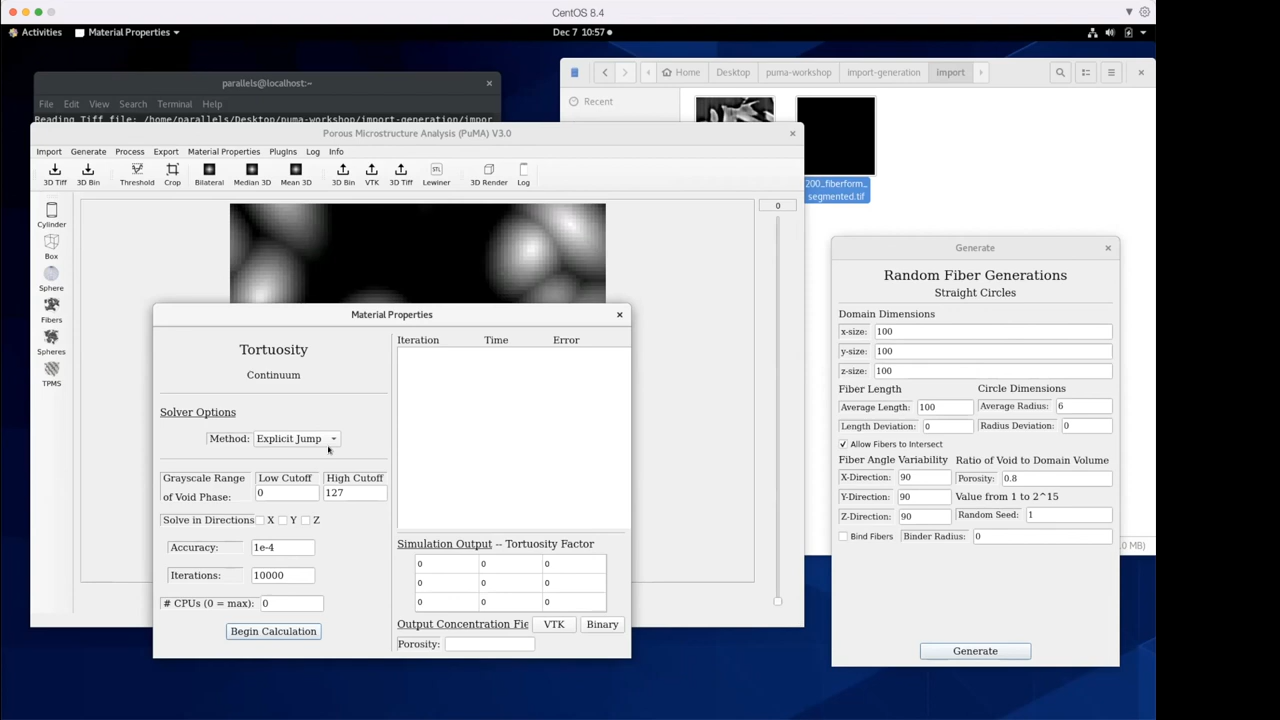 CentOS 8.4
Activities
Material Properties
Dec 7 10:57
parallels@localhost:~
File Edit View Search Terminal Help
Reading Tiff file: /home/parallels/Desktop/puma-workshop/import-generation/impor
Home Desktop puma-workshop import-generation import
Recent
200_fiberform_
segmented.tif
Porous Microstructure Analysis (PuMA) V3.0
Import Generate Process Export Material Properties PlugIns Log Info
3D Tiff 3D Bin Threshold Crop Bilateral Median 3D Mean 3D 3D Bin VTK 3D Tiff STL Lewiner 3D Render Log
Cylinder
Box
Sphere
Fibers
Spheres
TPMS
0
Material Properties
Tortuosity
Continuum
Solver Options
Method: Explicit Jump
Grayscale Range Low Cutoff High Cutoff
of Void Phase: 0 127
Solve in Directions X Y Z
Accuracy: 1e-4
Iterations: 10000
# CPUs (0 = max): 0
Begin Calculation
Iteration Time Error
Simulation Output -- Tortuosity Factor
0 0 0
0 0 0
0 0 0
Output Concentration Fie VTK Binary
Porosity:
Generate
Random Fiber Generations
Straight Circles
Domain Dimensions
x-size: 100
y-size: 100
z-size: 100
Fiber Length Circle Dimensions
Average Length: 100 Average Radius: 6
Length Deviation: 0 Radius Deviation: 0
Allow Fibers to Intersect
Fiber Angle Variability Ratio of Void to Domain Volume
X-Direction: 90 Porosity: 0.8
Y-Direction: 90 Value from 1 to 2^15
Z-Direction: 90 Random Seed: 1
Bind Fibers Binder Radius: 0
Generate
0 MB)